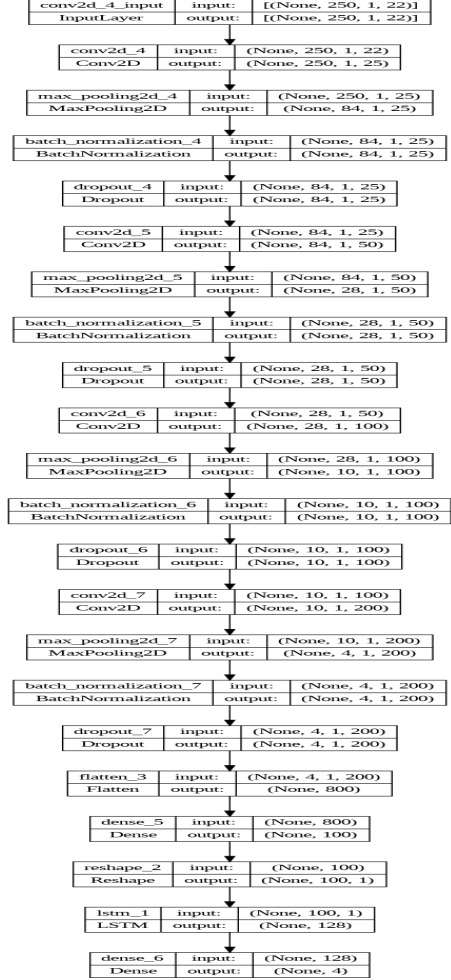 conv2d_4_input input: [(None, 250, 1, 22)]
InputLayer output: [(None, 250, 1, 22)]
conv2d_4 input: (None, 250, 1, 22)
Conv2D output: (None, 250, 1, 25)
max_pooling2d_4 input: (None, 250, 1, 25)
MaxPooling2D output: (None, 84, 1, 25)
batch_normalization_4 input: (None, 84, 1, 25)
BatchNormalization output: (None, 84, 1, 25)
dropout_4 input: (None, 84, 1, 25)
Dropout output: (None, 84, 1, 25)
conv2d_5 input: (None, 84, 1, 25)
Conv2D output: (None, 84, 1, 50)
max_pooling2d_5 input: (None, 84, 1, 50)
MaxPooling2D output: (None, 28, 1, 50)
batch_normalization_5 input: (None, 28, 1, 50)
BatchNormalization output: (None, 28, 1, 50)
dropout_5 input: (None, 28, 1, 50)
Dropout output: (None, 28, 1, 50)
conv2d_6 input: (None, 28, 1, 50)
Conv2D output: (None, 28, 1, 100)
max_pooling2d_6 input: (None, 28, 1, 100)
MaxPooling2D output: (None, 10, 1, 100)
batch_normalization_6 input: (None, 10, 1, 100)
BatchNormalization output: (None, 10, 1, 100)
dropout_6 input: (None, 10, 1, 100)
Dropout output: (None, 10, 1, 100)
conv2d_7 input: (None, 10, 1, 100)
Conv2D output: (None, 10, 1, 200)
max_pooling2d_7 input: (None, 10, 1, 200)
MaxPooling2D output: (None, 4, 1, 200)
batch_normalization_7 input: (None, 4, 1, 200)
BatchNormalization output: (None, 4, 1, 200)
dropout_7 input: (None, 4, 1, 200)
Dropout output: (None, 4, 1, 200)
flatten_3 input: (None, 4, 1, 200)
Flatten output: (None, 800)
dense_5 input: (None, 800)
Dense output: (None, 100)
reshape_2 input: (None, 100)
Reshape output: (None, 100, 1)
lstm_1 input: (None, 100, 1)
LSTM output: (None, 128)
dense_6 input: (None, 128)
Dense output: (None, 4)